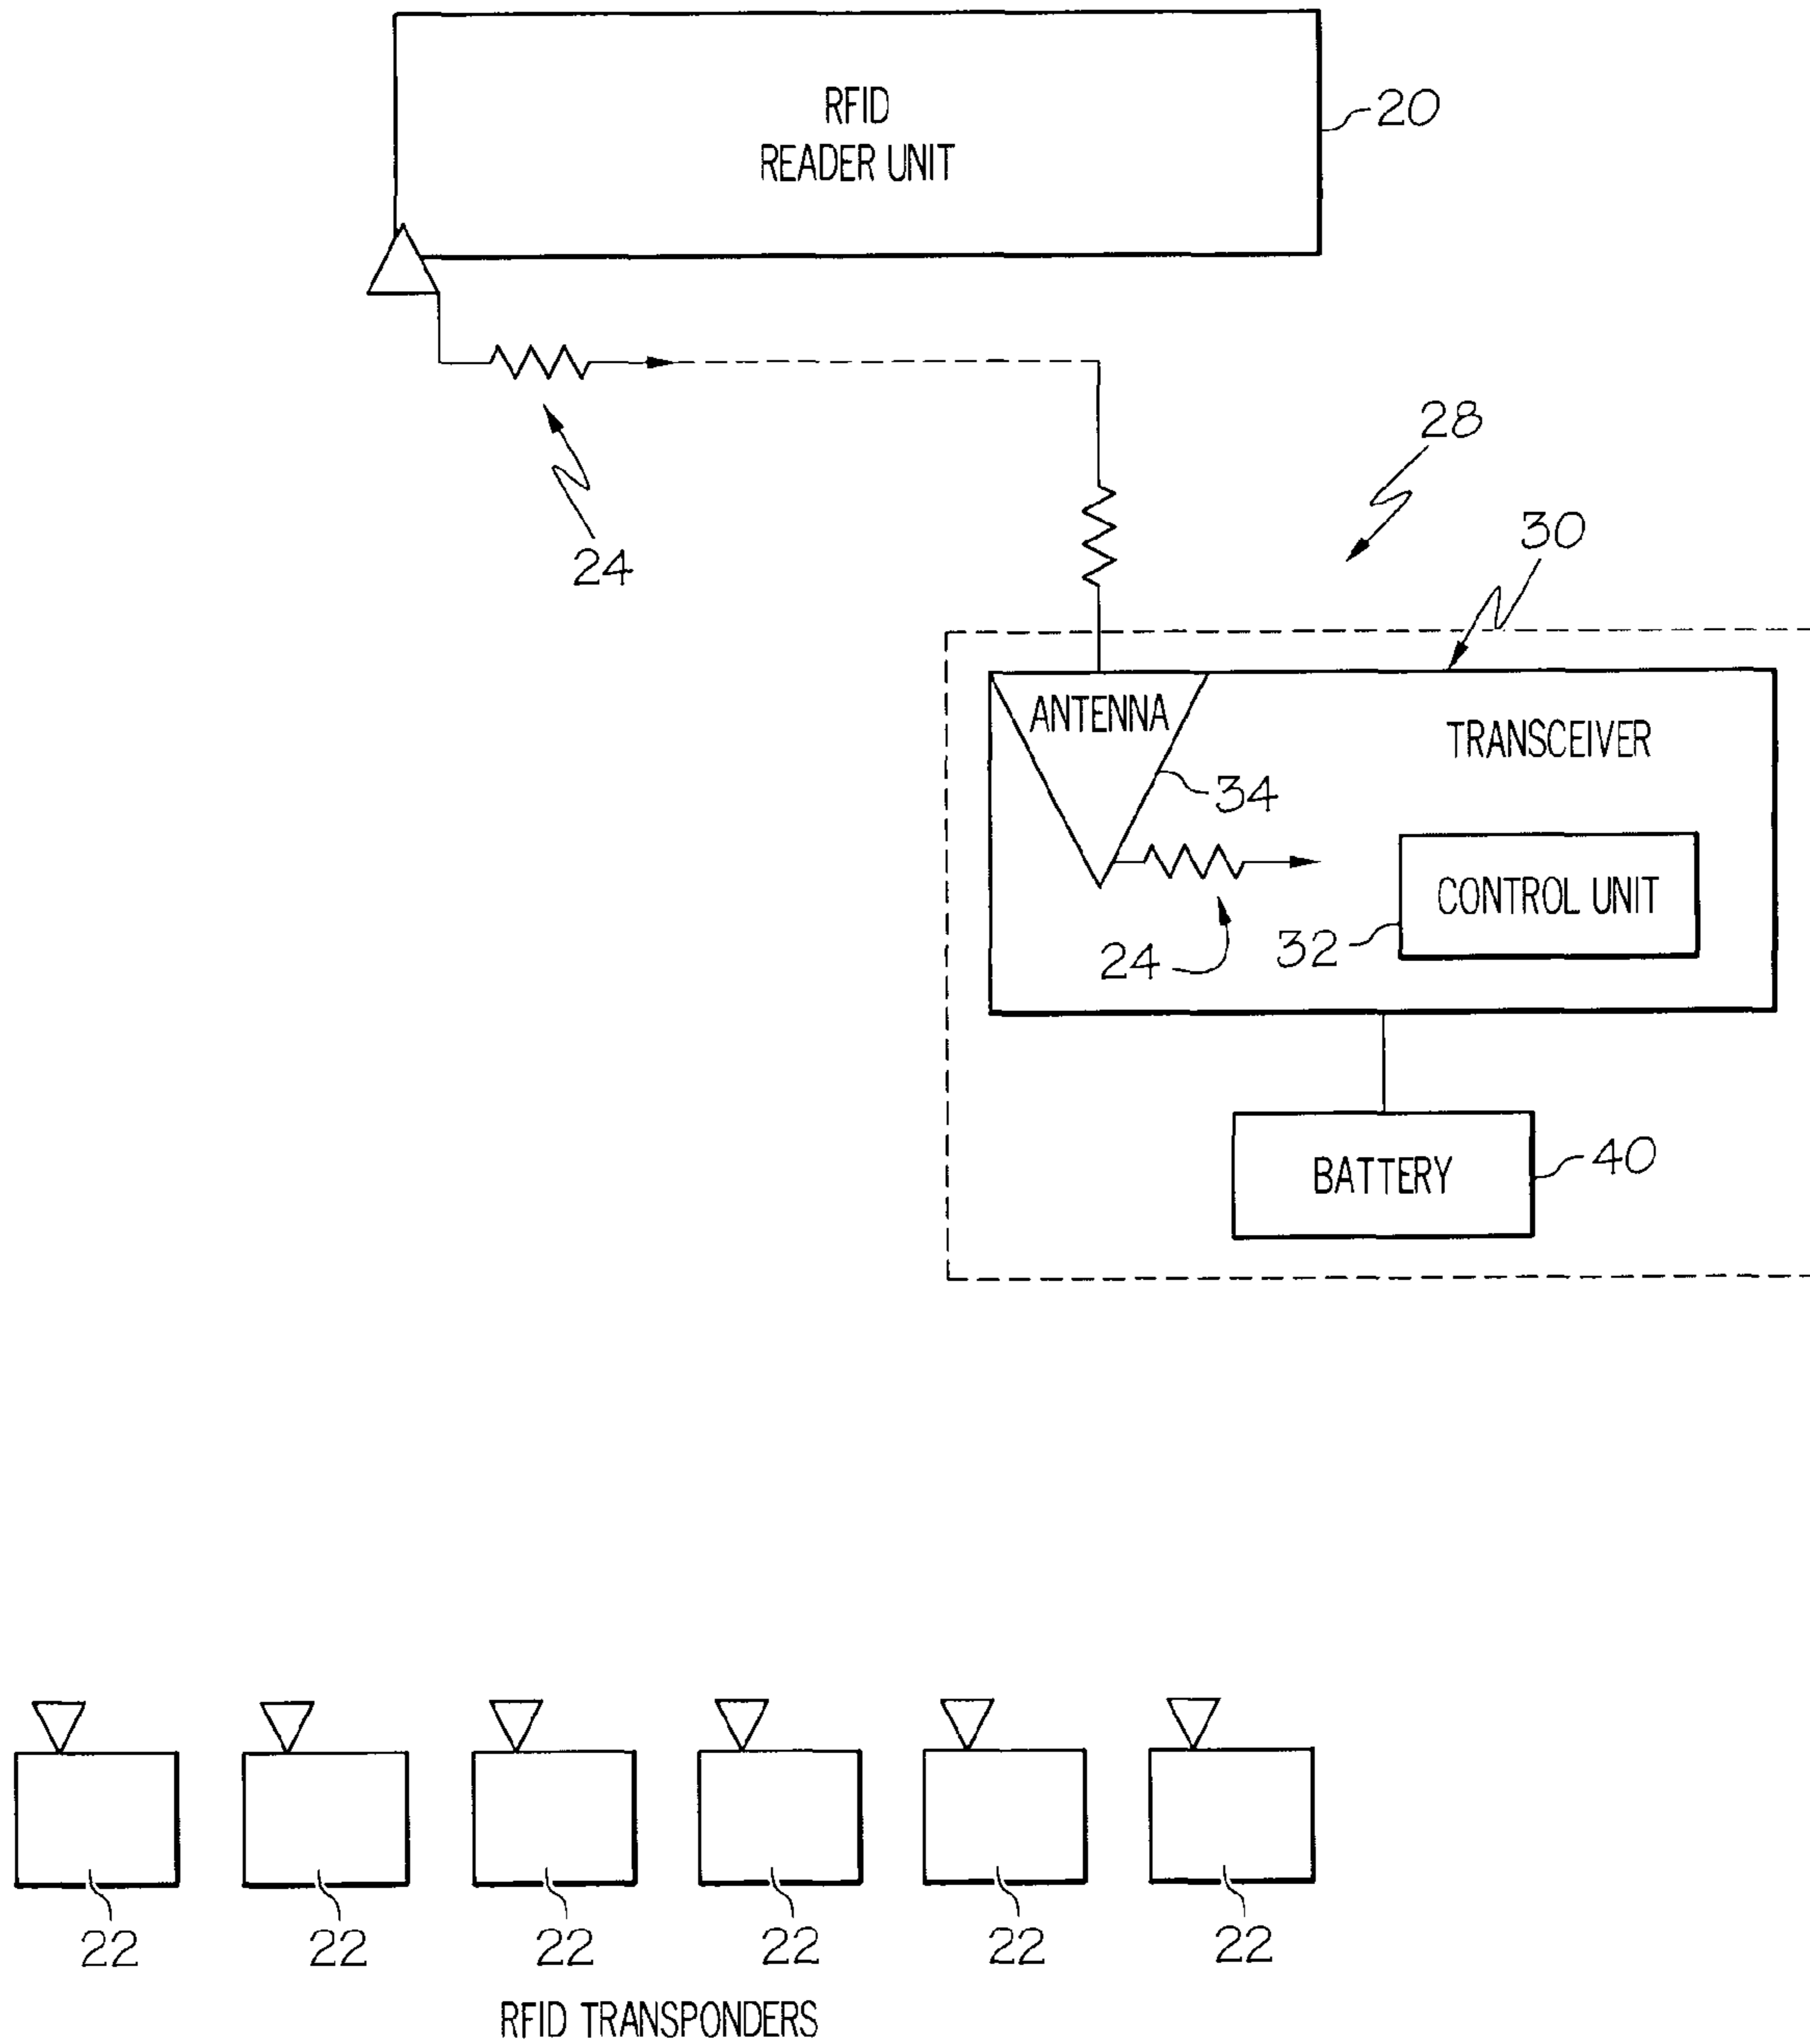 RFID
READER UNIT
20
24
28
30
ANTENNA
TRANSCEIVER
34
CONTROL UNIT
32
24
BATTERY
40
22 22 22 22 22 22
RFID TRANSPONDERS